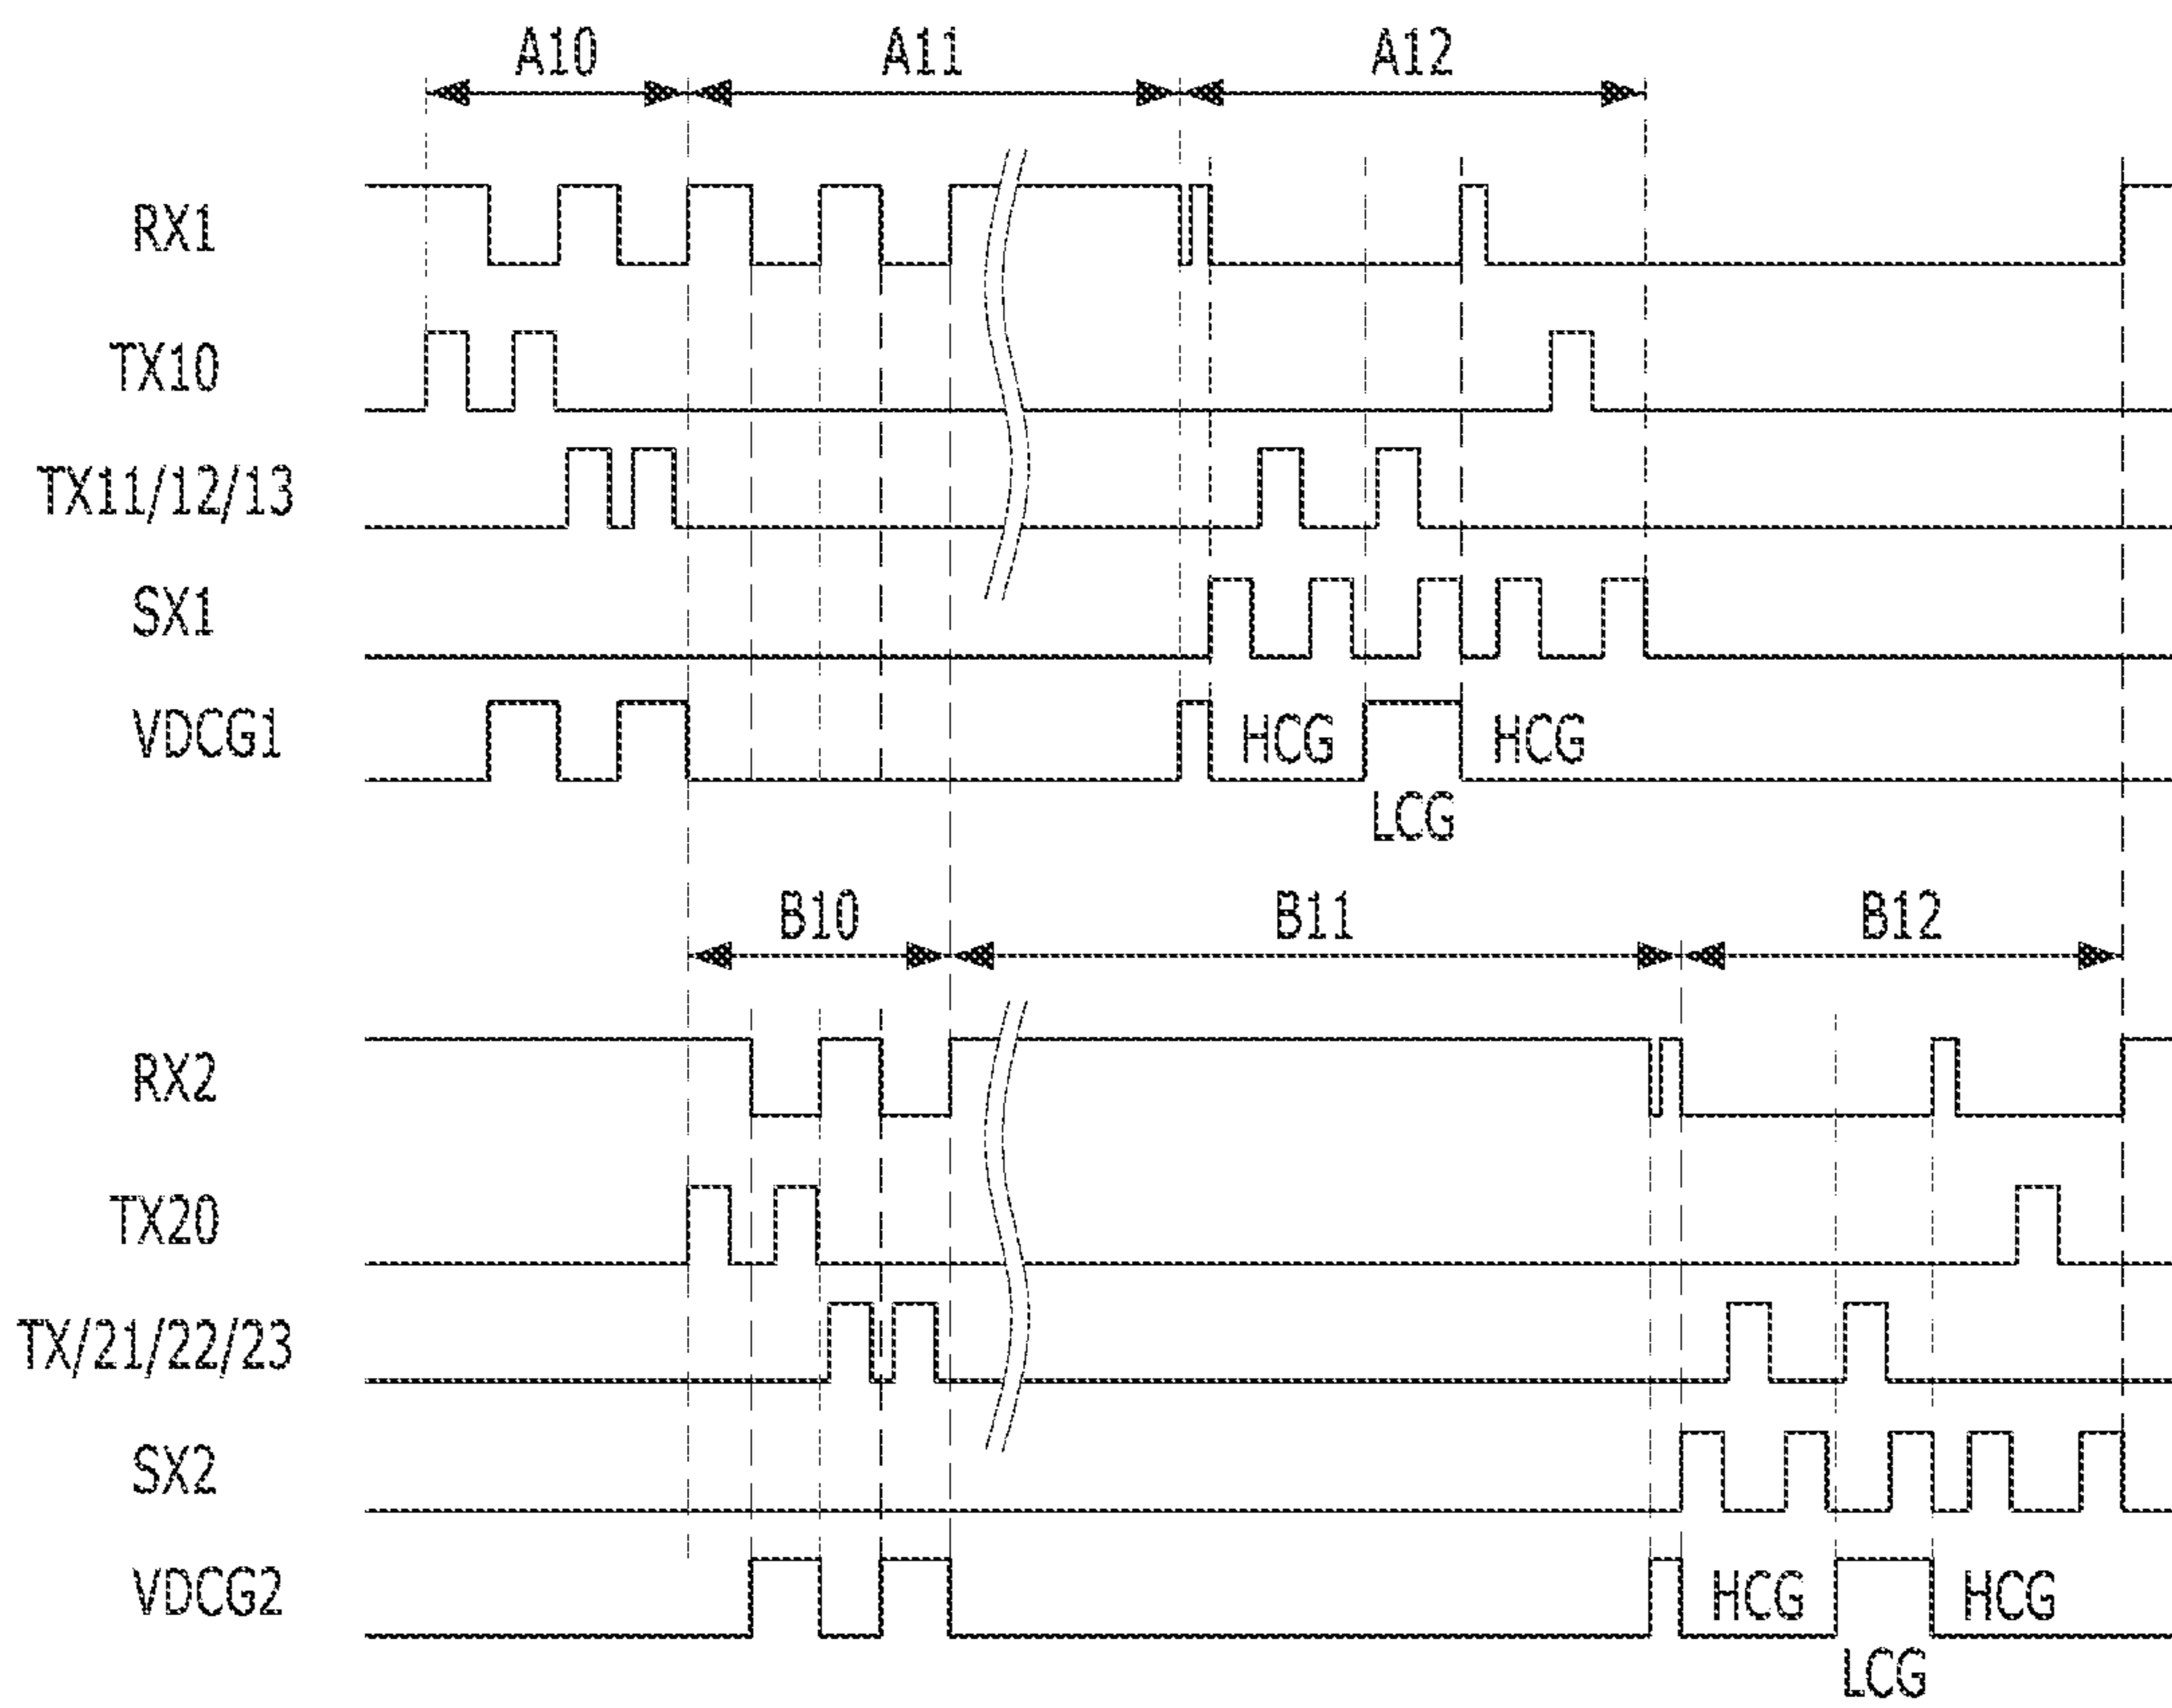 A10 A11 A12
RX1
TX10
TX11/12/13
SX1
VDCG1 HCG HCG
LCG
B10 B11 B12
RX2
TX20
TX/21/22/23
SX2
VDCG2 HCG HCG
LCG